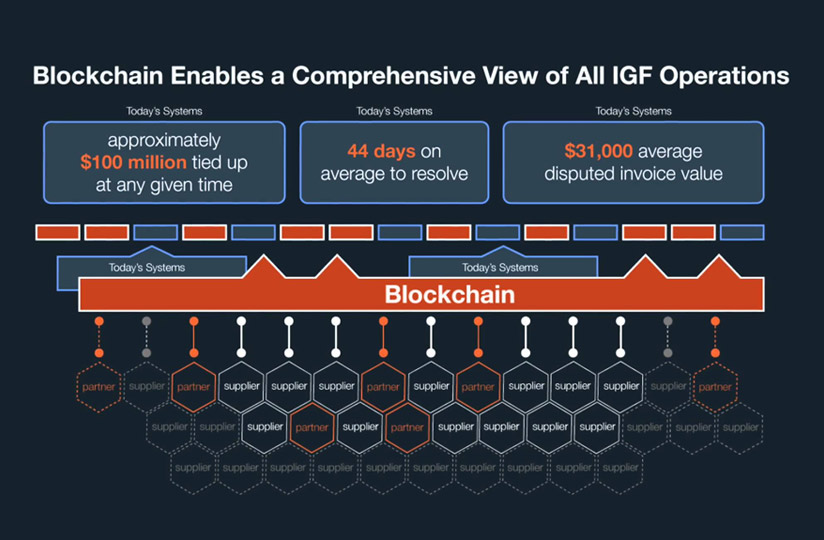 Blockchain Enables a Comprehensive View of All IGF Operations
Today's Systems
approximately
$100 million tied up
at any given time
Today's Systems
44 days on
average to resolve
Today's Systems
$31,000 average
disputed invoice value
Today's Systems
Today's Systems
Blockchain
partner supplier partner supplier supplier supplier partner supplier partner supplier supplier supplier supplier partner
supplier supplier supplier partner supplier partner supplier supplier supplier supplier supplier supplier supplier
supplier supplier supplier supplier supplier supplier supplier supplier supplier supplier